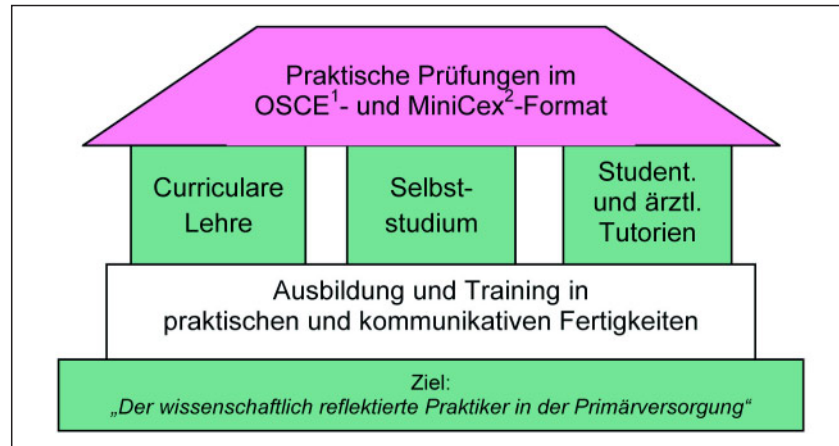 Praktische Prüfungen im
OSCE¹- und MiniCex²-Format
Curriculare
Lehre
Selbst-
studium
Student.
und ärztl.
Tutorien
Ausbildung und Training in
praktischen und kommunikativen Fertigkeiten
Ziel:
„Der wissenschaftlich reflektierte Praktiker in der Primärversorgung“